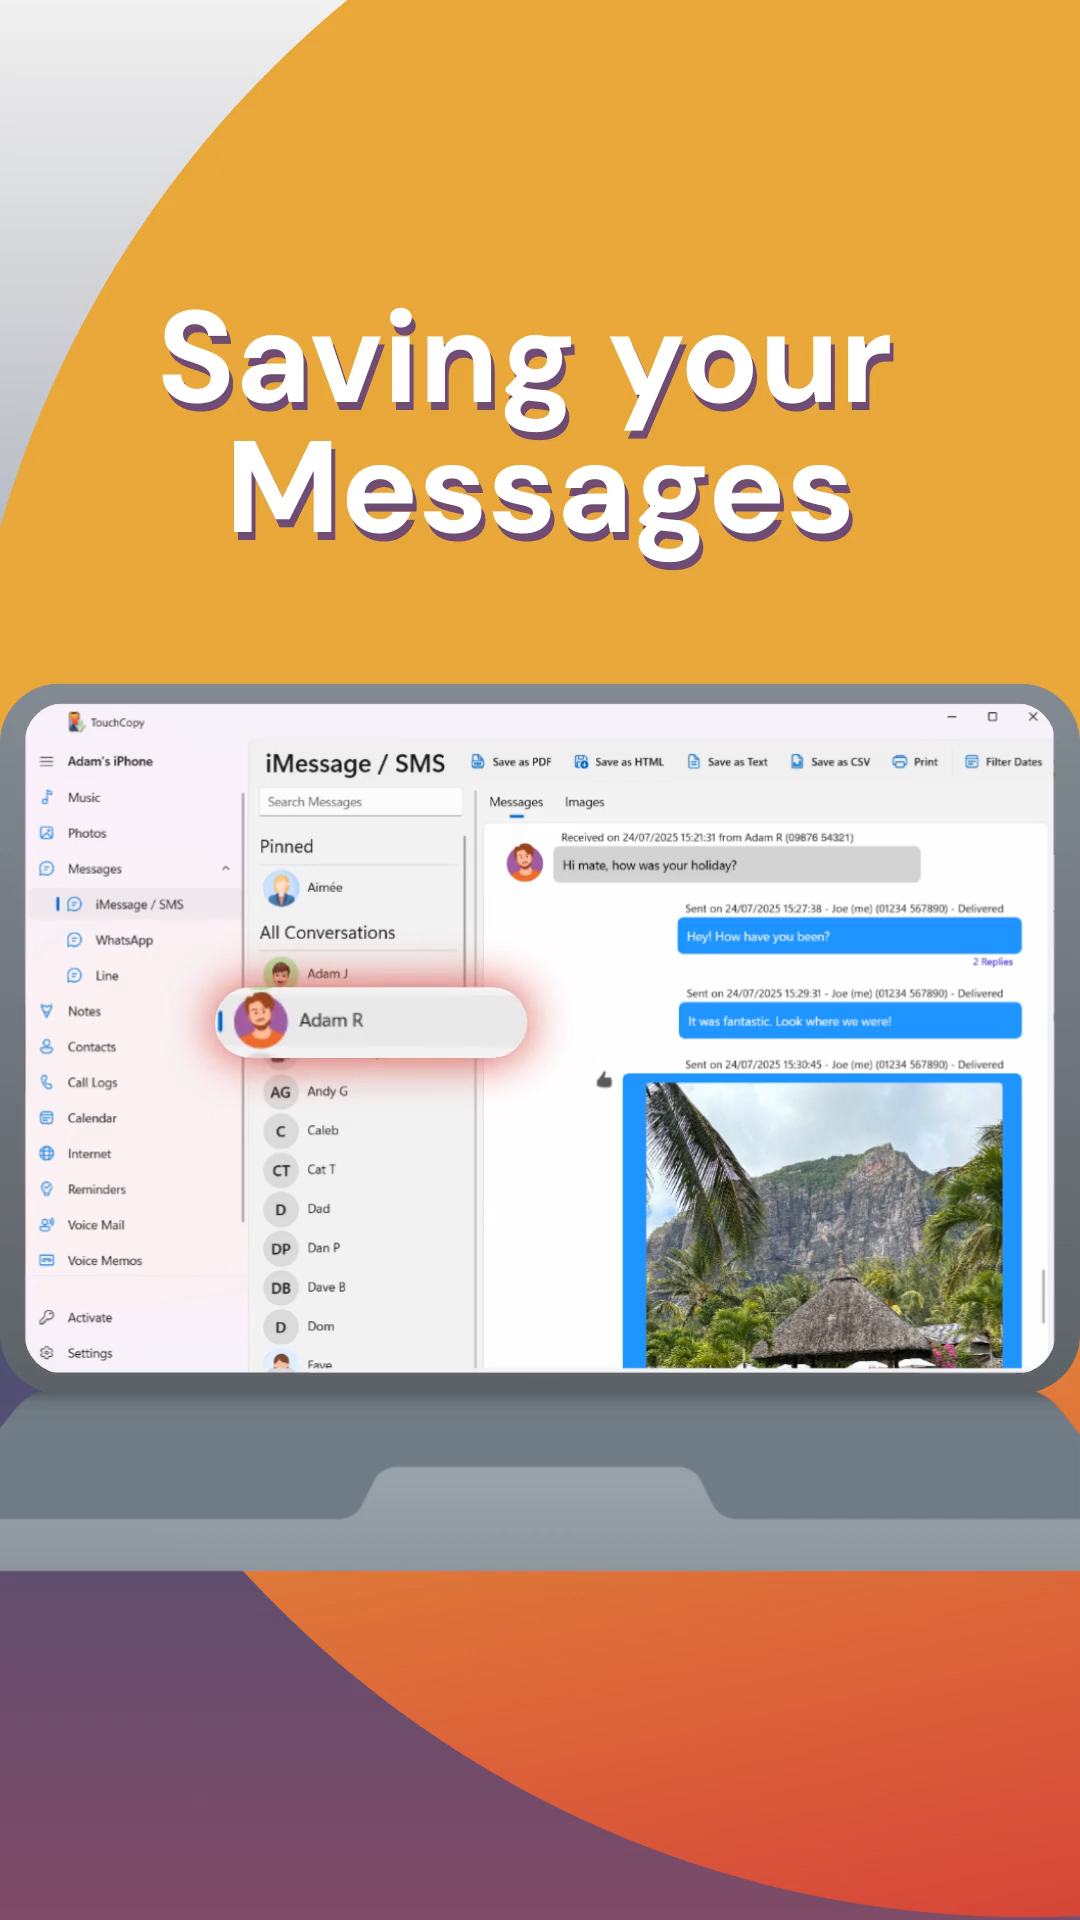 Saving your
Messages
TouchCopy
Adam's iPhone
Music
Photos
Messages
iMessage / SMS
WhatsApp
Line
Notes
Contacts
Call Logs
Calendar
Internet
Reminders
Voice Mail
Voice Memos
Activate
Settings
iMessage / SMS
Save as PDF
Save as HTML
Save as Text
Save as CSV
Print
Filter Dates
Search Messages
Pinned
Aimée
All Conversations
Adam J
Adam R
AG Andy G
C Caleb
CT Cat T
D Dad
DP Dan P
DB Dave B
D Dom
Faye
Messages Images
Received on 24/07/2025 15:21:31 from Adam R (09876 54321)
Hi mate, how was your holiday?
Sent on 24/07/2025 15:27:38 - Joe (me) (01234 567890) - Delivered
Hey! How have you been?
2 Replies
Sent on 24/07/2025 15:29:31 - Joe (me) (01234 567890) - Delivered
It was fantastic. Look where we were!
Sent on 24/07/2025 15:30:45 - Joe (me) (01234 567890) - Delivered